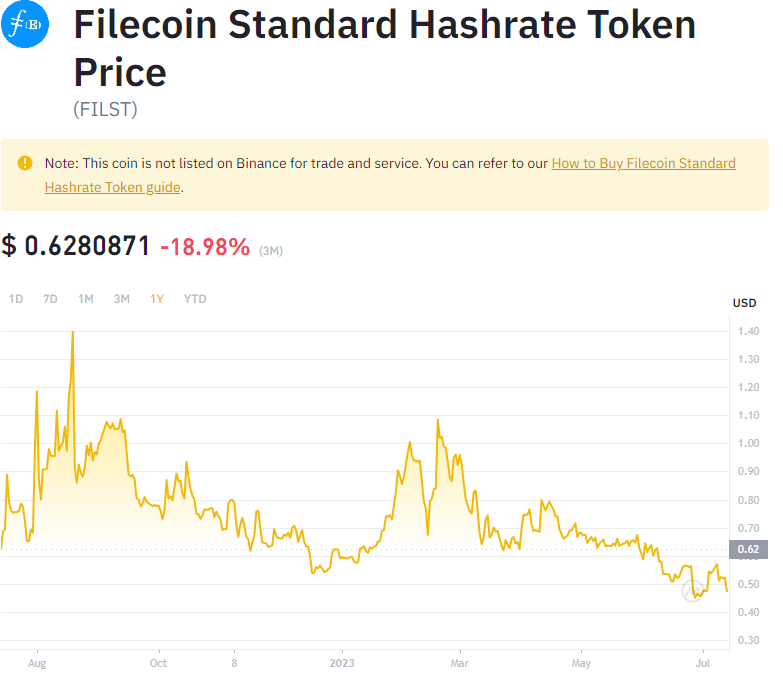 Filecoin Standard Hashrate Token
Price
(FILST)
Note: This coin is not listed on Binance for trade and service. You can refer to our How to Buy Filecoin Standard
Hashrate Token guide.
$ 0.6280871 -18.98% (3M)
1D 7D 1M 3M 1Y YTD
USD
1.40
1.30
1.20
1.10
1.00
0.90
0.80
0.70
0.62
0.50
0.40
0.30
Aug Oct 8 2023 Mar May Jul